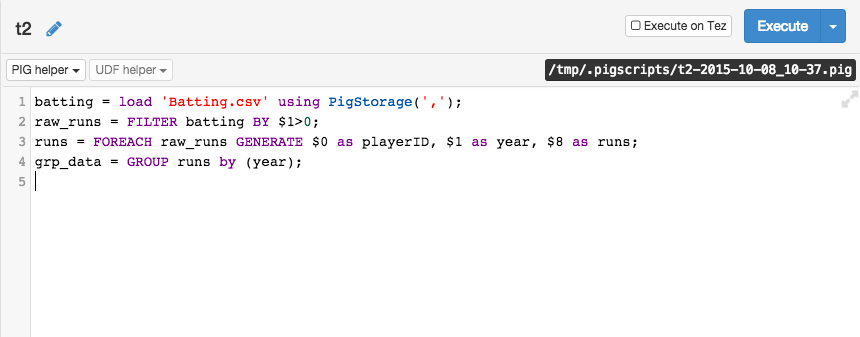 t2
Execute on Tez
Execute
PIG helper
UDF helper
/tmp/.pigscripts/t2-2015-10-08_10-37.pig
1 batting = load 'Batting.csv' using PigStorage(',');
2 raw_runs = FILTER batting BY $1>0;
3 runs = FOREACH raw_runs GENERATE $0 as playerID, $1 as year, $8 as runs;
4 grp_data = GROUP runs by (year);
5